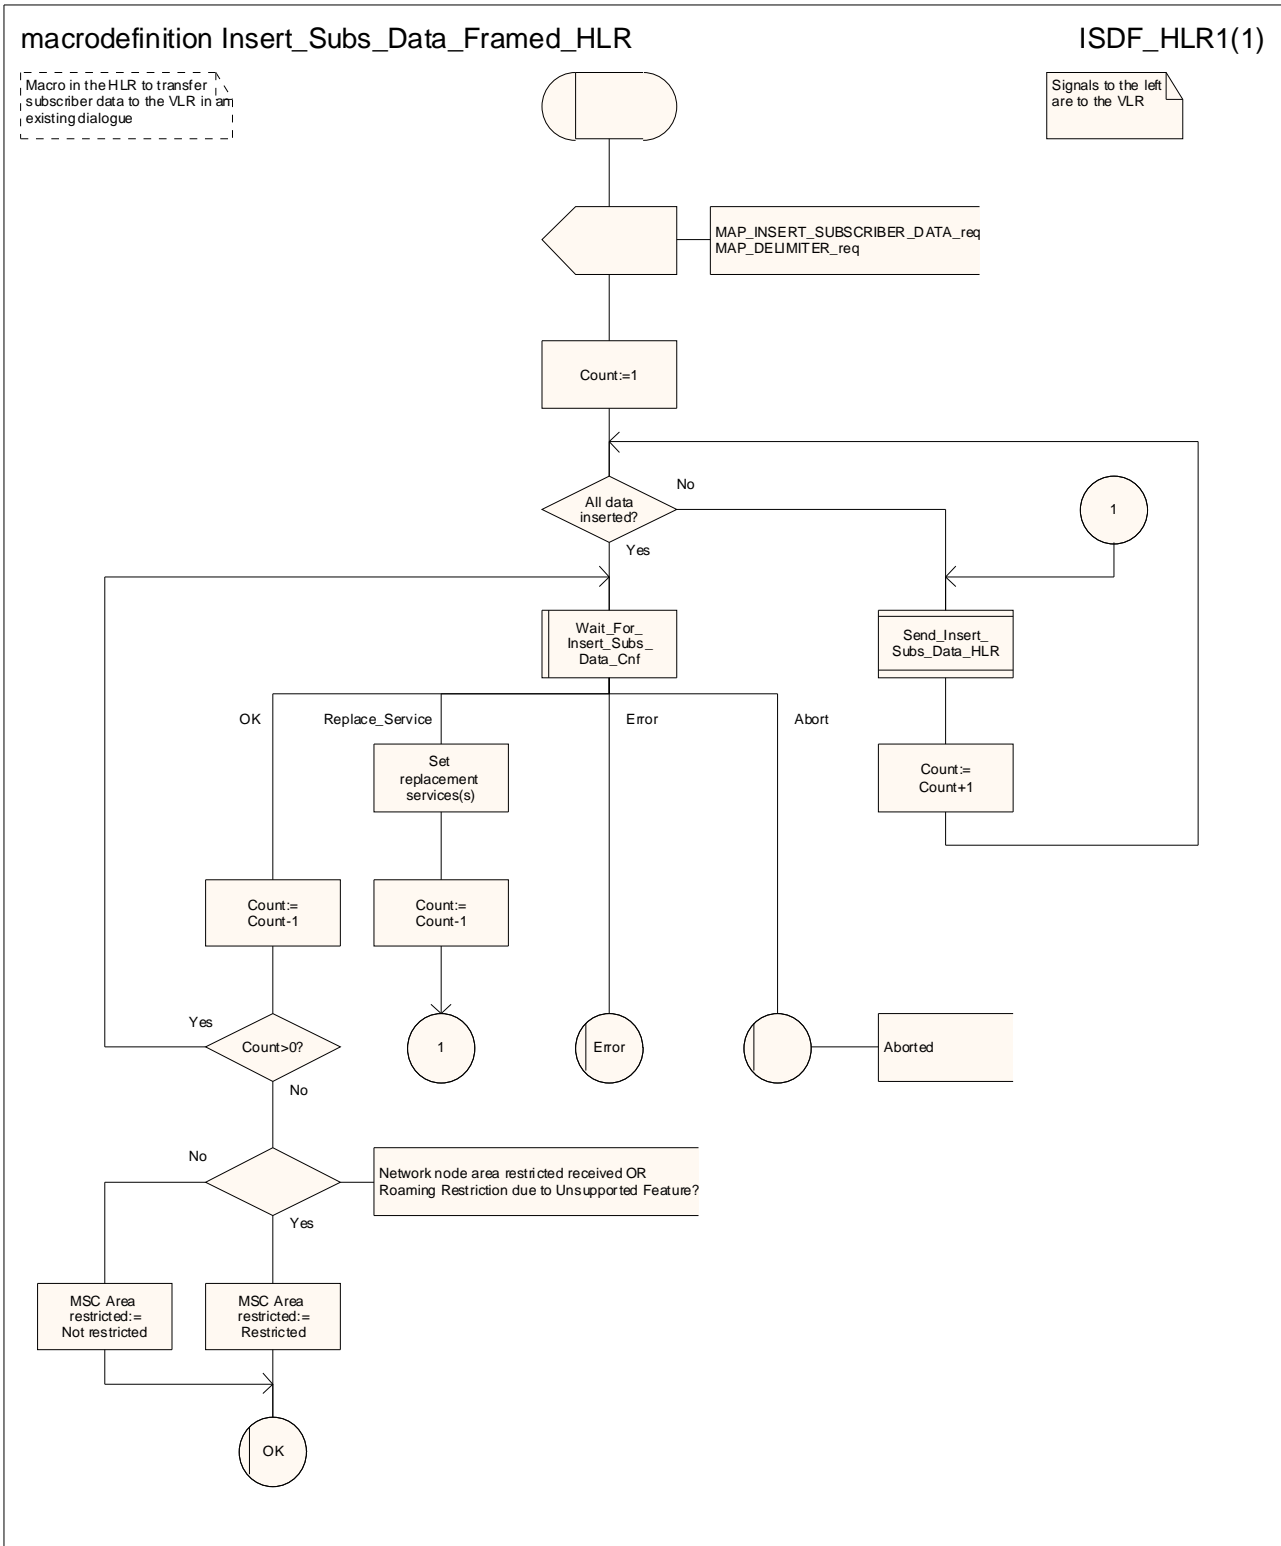 macrodefinition Insert_Subs_Data_Framed_HLR
ISDF_HLR1(1)
Macro in the HLR to transfer
subscriber data to the VLR in an
existing dialogue
Signals to the left
are to the VLR
MAP_INSERT_SUBSCRIBER_DATA_req
MAP_DELIMITER_req
Count:=1
All data
inserted?
No
Yes
1
Wait_For_
Insert_Subs_
Data_Cnf
Send_Insert_
Subs_Data_HLR
OK
Replace_Service
Error
Abort
Set
replacement
services(s)
Count:=
Count+1
Count:=
Count-1
Count:=
Count-1
Yes
Count>0?
No
1
Error
Aborted
No
Network node area restricted received OR
Roaming Restriction due to Unsupported Feature?
Yes
MSC Area
restricted:=
Not restricted
MSC Area
restricted:=
Restricted
OK